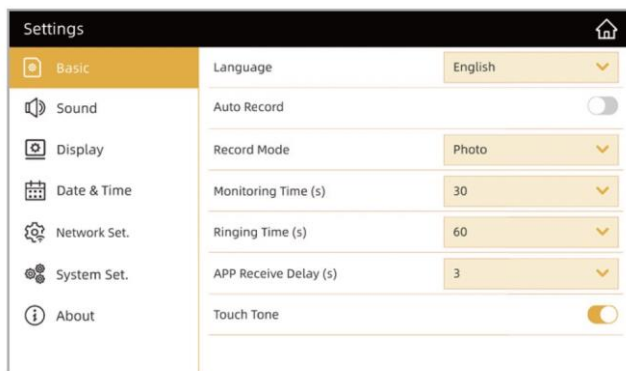 Settings
Basic
Language
English
Sound
Auto Record
Display
Record Mode
Photo
Date & Time
Monitoring Time (s)
30
Network Set.
Ringing Time (s)
60
System Set.
APP Receive Delay (s)
3
About
Touch Tone